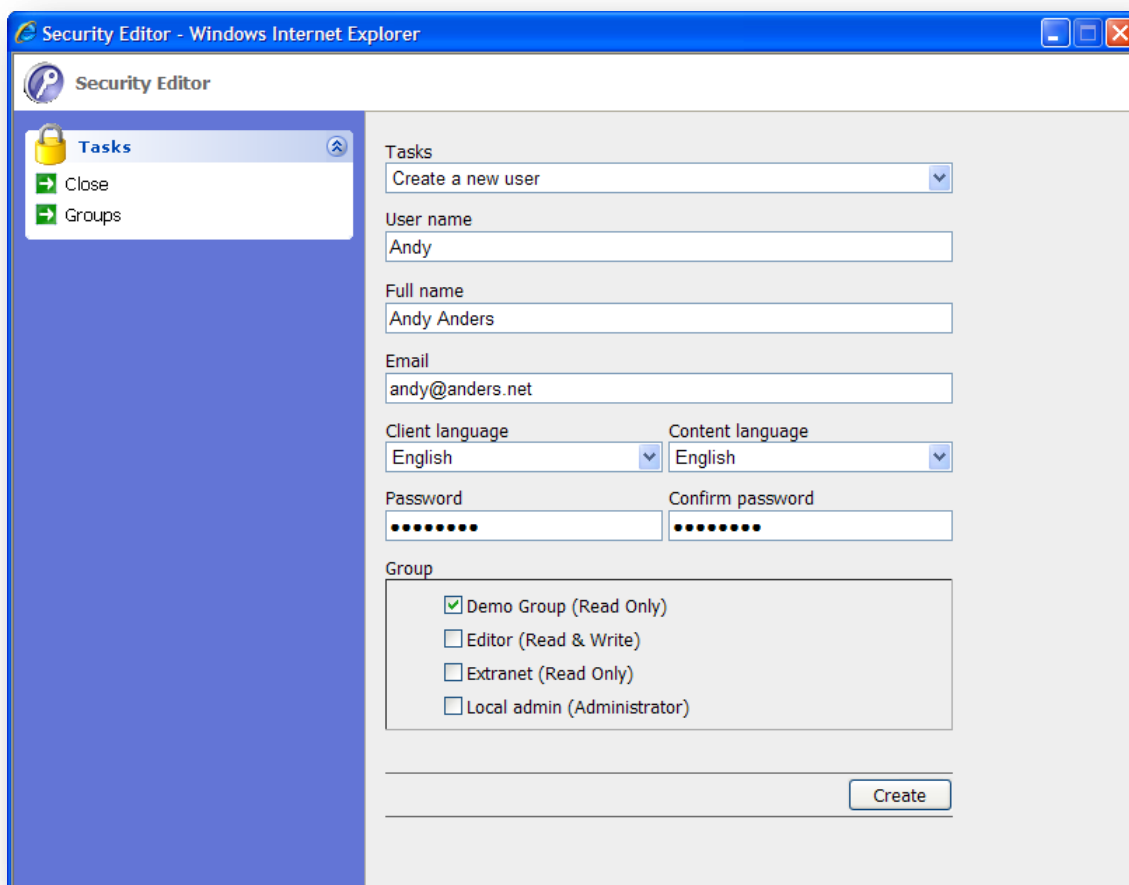 Security Editor - Windows Internet Explorer
Security Editor
Tasks
Close
Groups
Tasks
Create a new user
User name
Andy
Full name
Andy Anders
Email
andy@anders.net
Client language Content language
English English
Password Confirm password
•••••••• ••••••••
Group
Demo Group (Read Only)
Editor (Read & Write)
Extranet (Read Only)
Local admin (Administrator)
Create